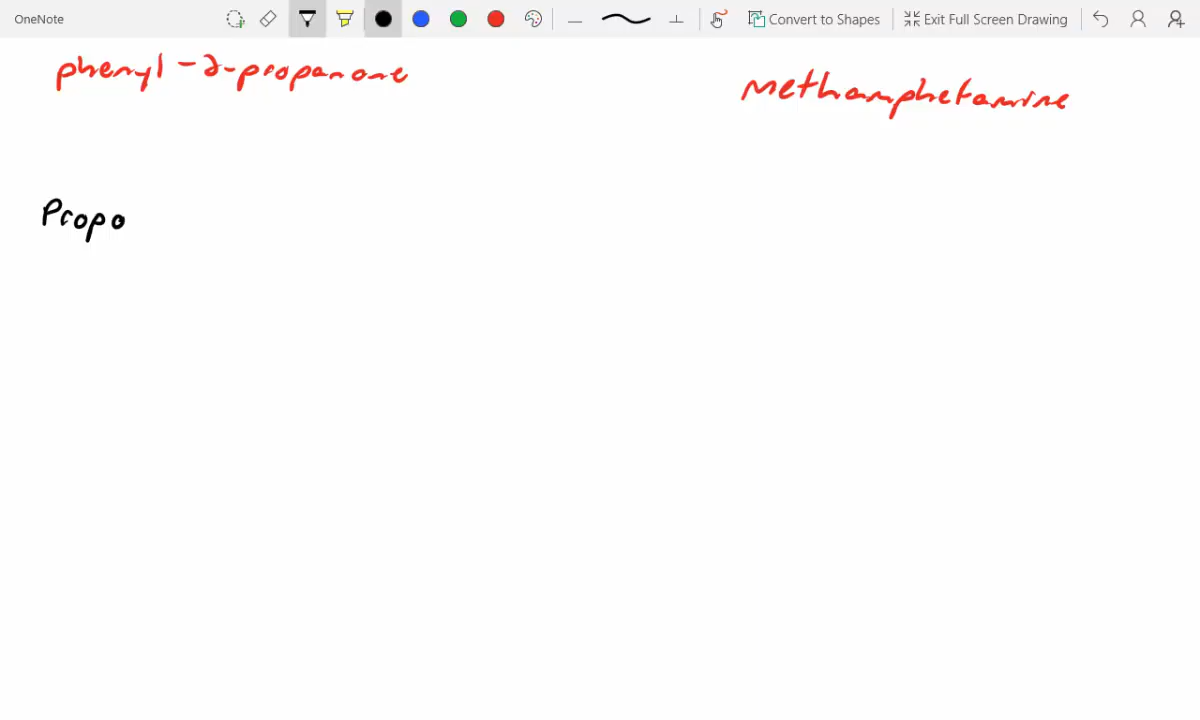 OneNote
Convert to Shapes
Exit Full Screen Drawing
phenyl-2-propanone
methamphetamine
Propo